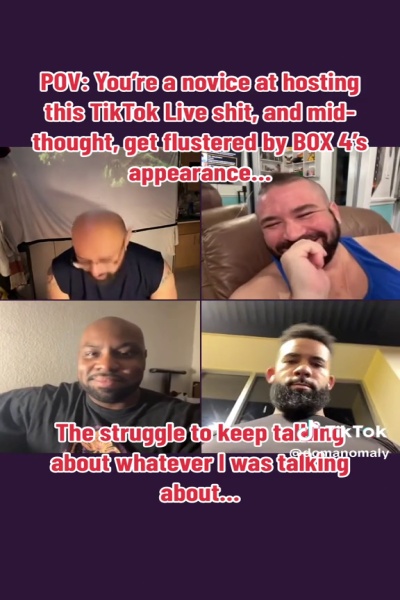 POV: You're a novice at hosting
this TikTok Live shit, and mid-
thought, get flustered by BOX 4's
appearance...
The struggle to keep talking
about whatever I was talking
about...
TikTok
@domanomaly